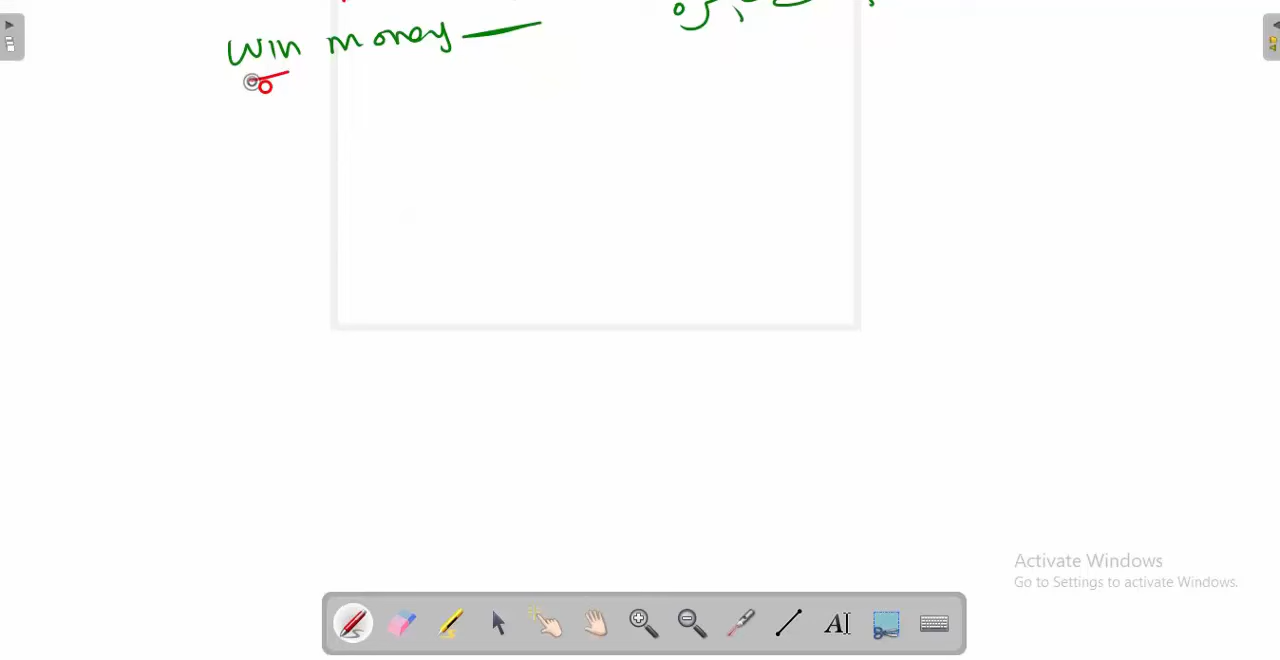 win money —
Activate Windows
Go to Settings to activate Windows.